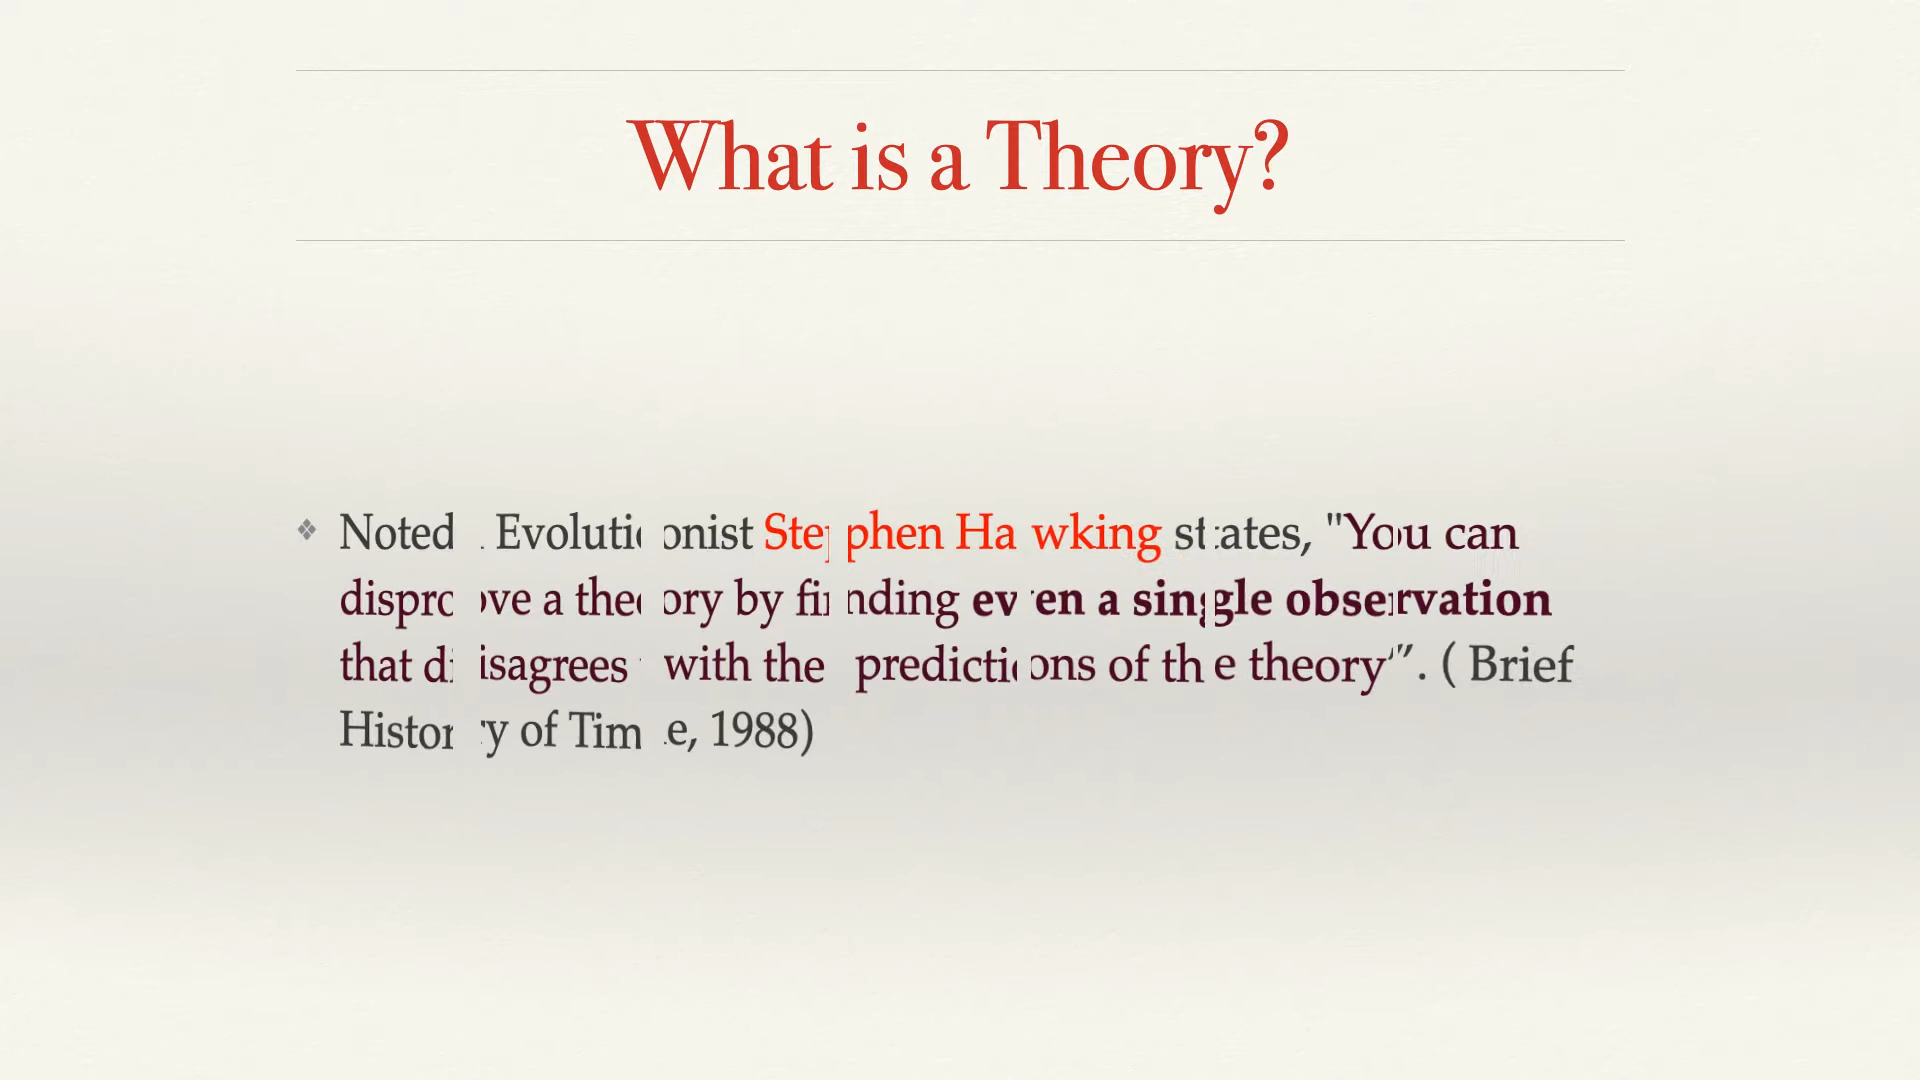 What is a Theory?
❖ Noted Evolutionist Stephen Hawking states, "You can
disprove a theory by finding even a single observation
that disagrees with the predictions of the theory'". ( Brief
History of Time, 1988)